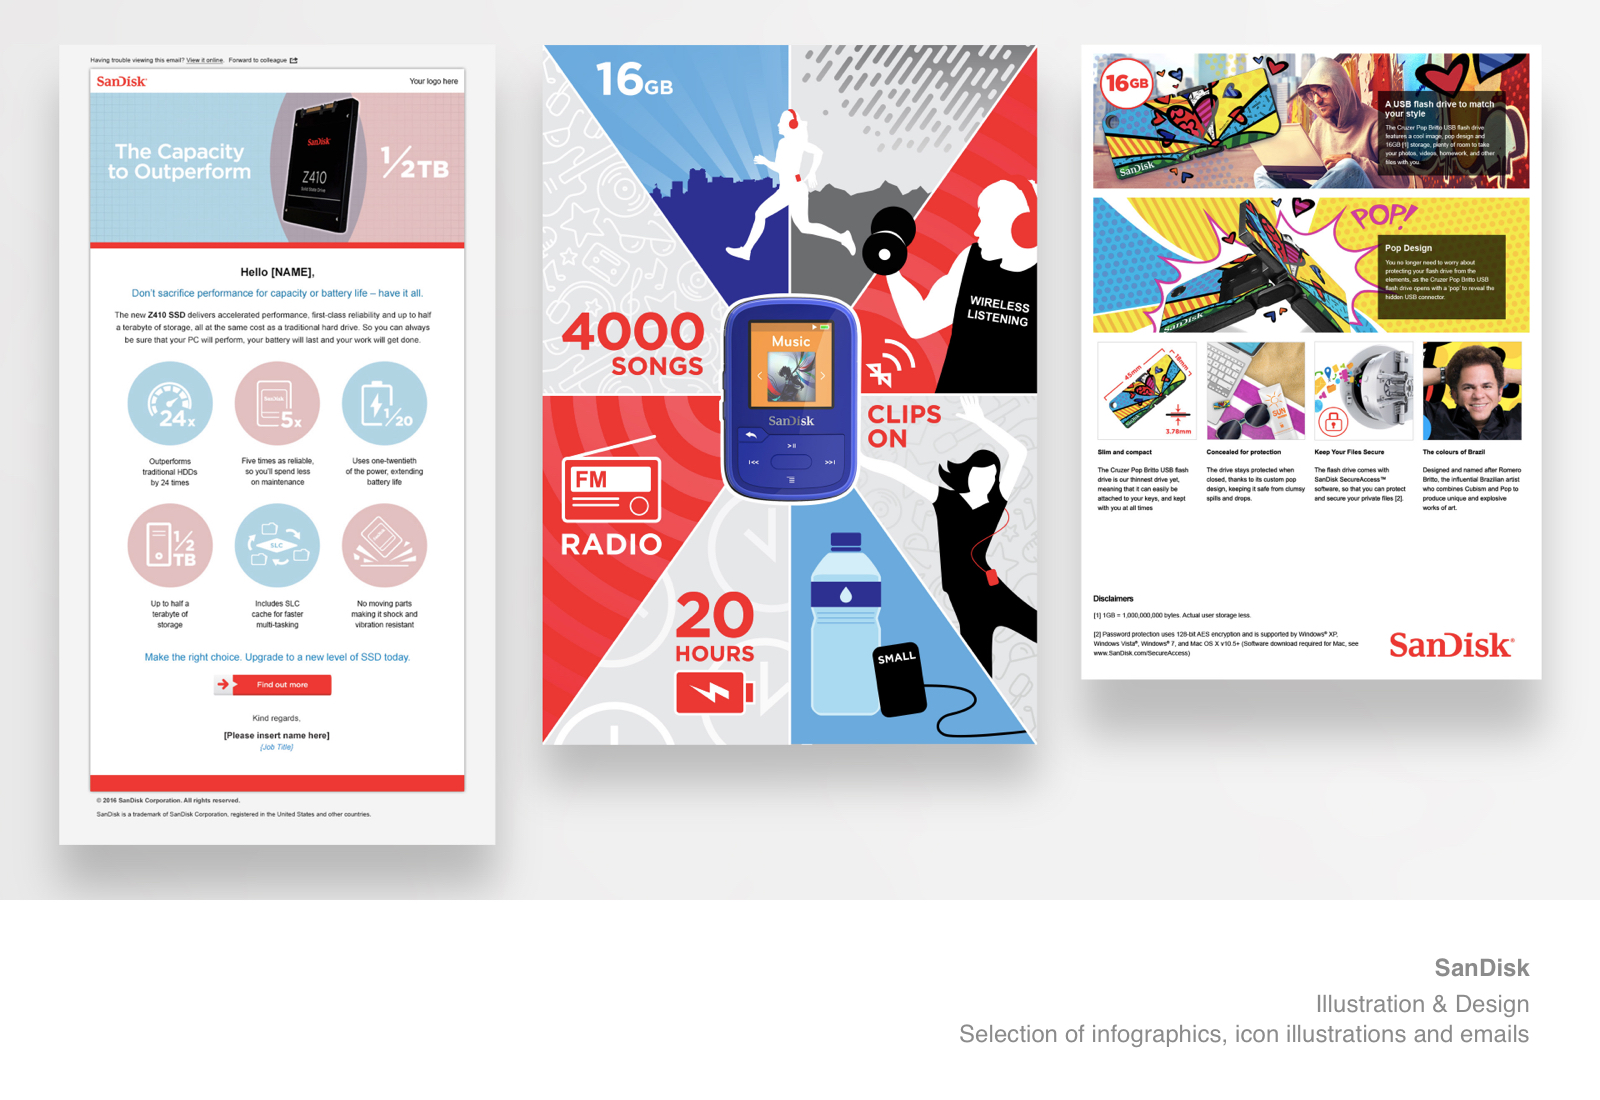 Having trouble viewing this email? View it online. Forward to colleague
SanDisk®
Your logo here
The Capacity
to Outperform
SanDisk
Z410
Solid State Drive
1/2TB
Hello [NAME],
Don't sacrifice performance for capacity or battery life – have it all.
The new Z410 SSD delivers accelerated performance, first-class reliability and up to half
a terabyte of storage, all at the same cost as a traditional hard drive. So you can always
be sure that your PC will perform, your battery will last and your work will get done.
24x
SanDisk
5x
1/20
Outperforms
traditional HDDs
by 24 times
Five times as reliable,
so you'll spend less
on maintenance
Uses one-twentieth
of the power, extending
battery life
1/2
TB
SLC
Up to half a
terabyte of
storage
Includes SLC
cache for faster
multi-tasking
No moving parts
making it shock and
vibration resistant
Make the right choice. Upgrade to a new level of SSD today.
Find out more
Kind regards,
[Please insert name here]
[Job Title]
© 2016 SanDisk Corporation. All rights reserved.
SanDisk is a trademark of SanDisk Corporation, registered in the United States and other countries.
16GB
WIRELESS
LISTENING
4000
SONGS
Music
SanDisk
CLIPS
ON
FM
RADIO
20
HOURS
SMALL
16GB
SanDisk
A USB flash drive to match
your style
The Cruzer Pop Britto USB flash drive
features a cool image, pop design and
16GB [1] storage, plenty of room to take
your photos, videos, homework, and other
files with you.
POP!
SanDisk
Pop Design
You no longer need to worry about
protecting your flash drive from the
elements, as the Cruzer Pop Britto USB
flash drive opens with a 'pop' to reveal the
hidden USB connector.
45mm
18mm
3.78mm
SUN
Slim and compact
The Cruzer Pop Britto USB flash
drive is our thinnest drive yet,
meaning that it can easily be
attached to your keys, and kept
with you at all times
Concealed for protection
The drive stays protected when
closed, thanks to its custom pop
design, keeping it safe from clumsy
spills and drops.
Keep Your Files Secure
The flash drive comes with
SanDisk SecureAccess™
software, so that you can protect
and secure your private files [2].
The colours of Brazil
Designed and named after Romero
Britto, the influential Brazilian artist
who combines Cubism and Pop to
produce unique and explosive
works of art.
Disclaimers
[1] 1GB = 1,000,000,000 bytes. Actual user storage less.
[2] Password protection uses 128-bit AES encryption and is supported by Windows® XP,
Windows Vista®, Windows® 7, and Mac OS X v10.5+ (Software download required for Mac, see
www.SanDisk.com/SecureAccess)
SanDisk®
SanDisk
Illustration & Design
Selection of infographics, icon illustrations and emails